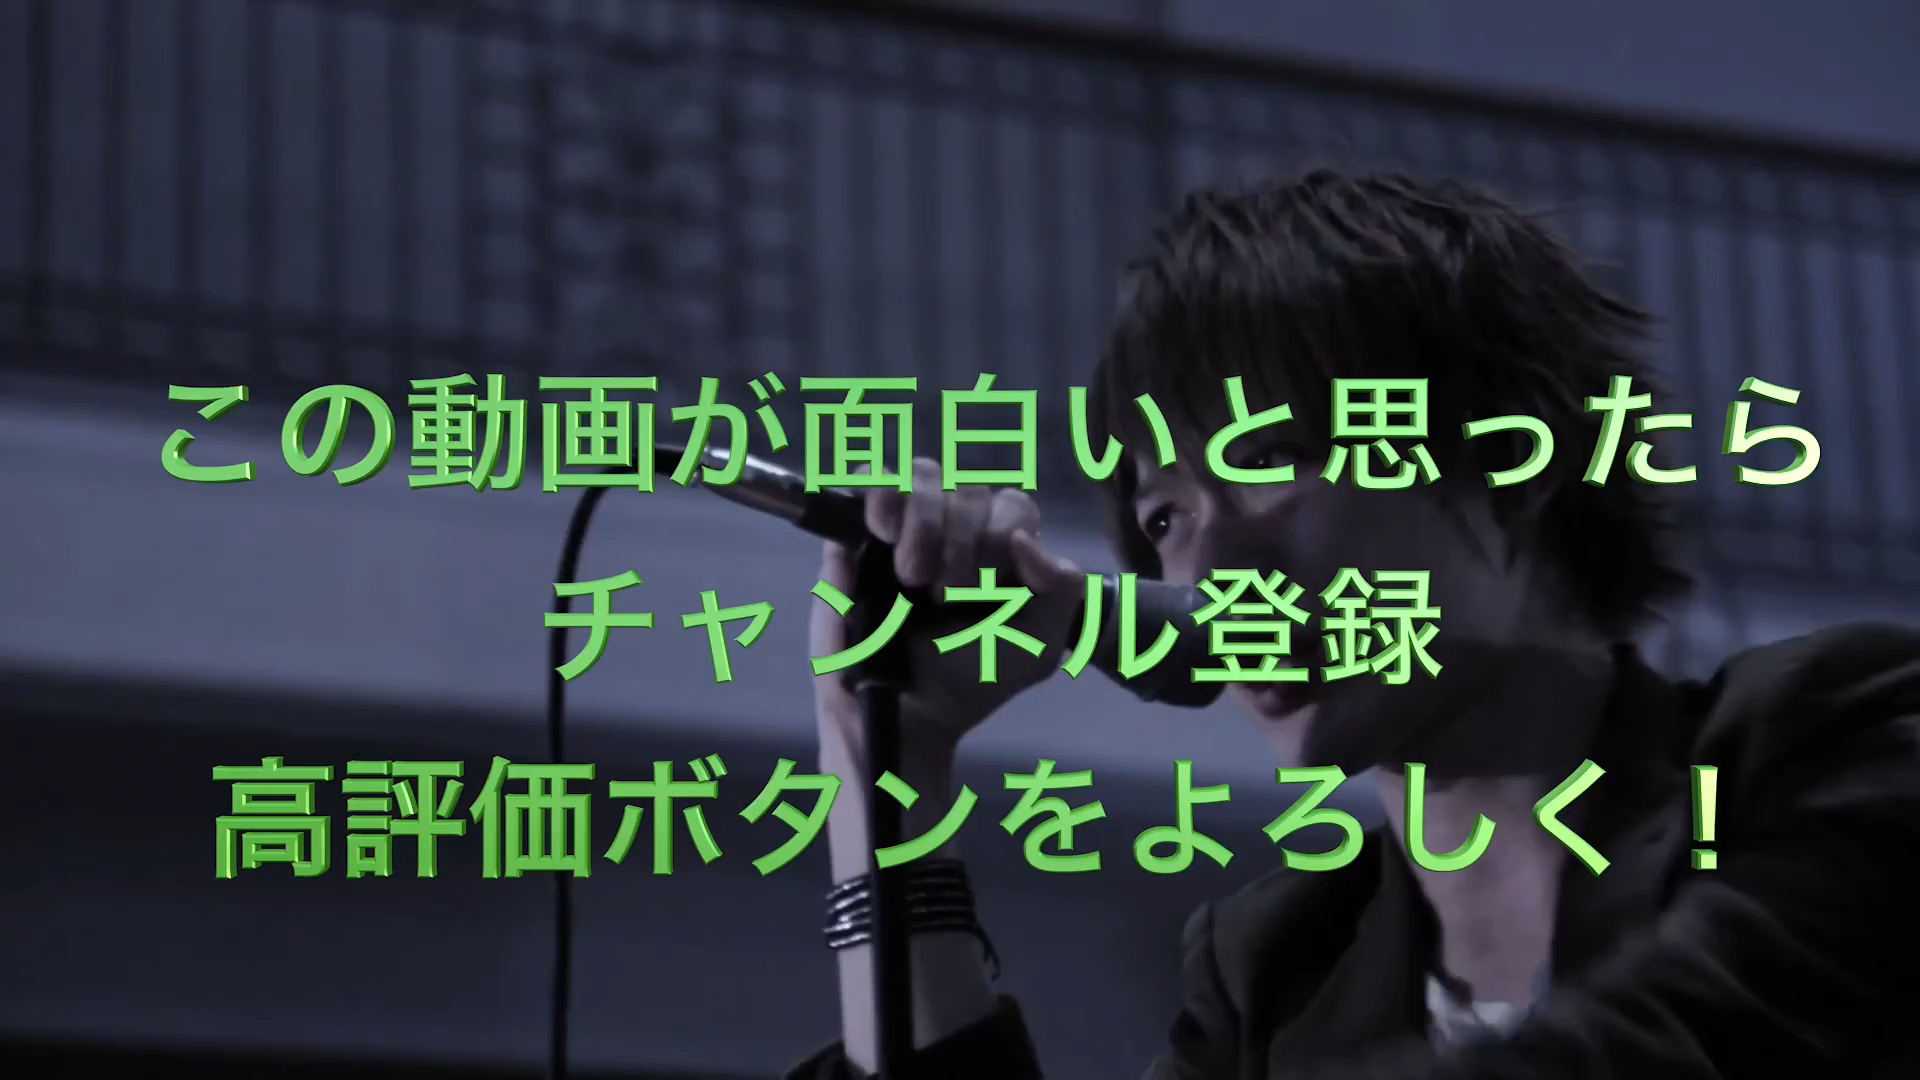 この動画が面白いと思ったら
チャンネル登録
高評価ボタンをよろしく！